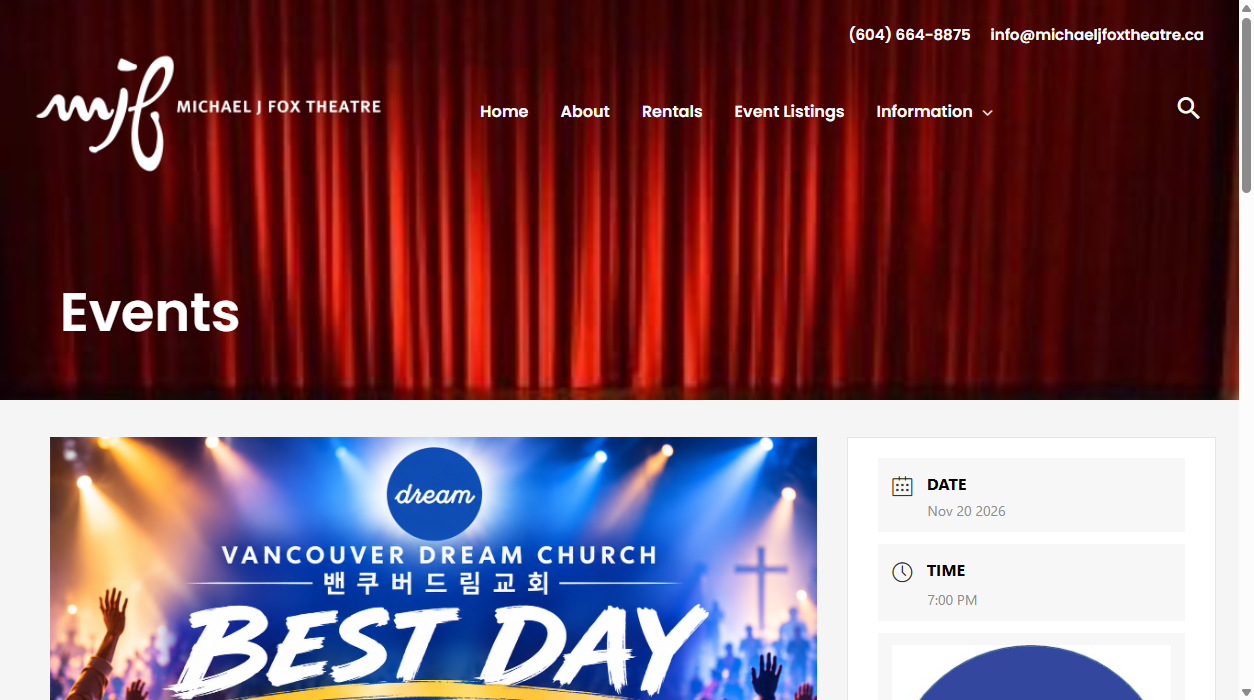 (604) 664-8875 info@michaeljfoxtheatre.ca
mjf MICHAEL J FOX THEATRE
Home About Rentals Event Listings Information
Events
dream
VANCOUVER DREAM CHURCH
밴쿠버드림교회
BEST DAY
DATE
Nov 20 2026
TIME
7:00 PM